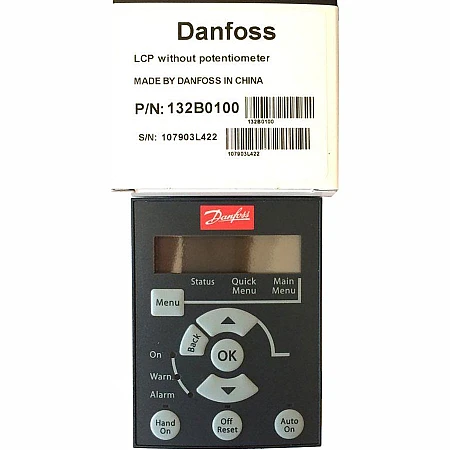 Danfoss
LCP without potentiometer
MADE BY DANFOSS IN CHINA
P/N: 132B0100
132B0100
S/N: 107903L422
107903L422
Danfoss
Status Quick Menu Main Menu
Menu
Back
OK
On
Warn.
Alarm
Hand On
Off Reset
Auto On